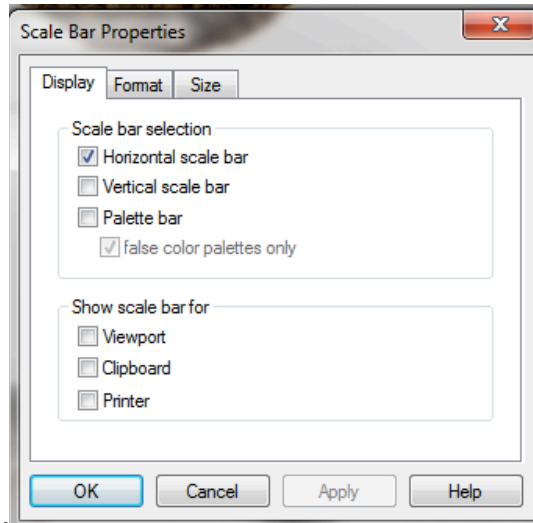 Scale Bar Properties
Display Format Size
Scale bar selection
Horizontal scale bar
Vertical scale bar
Palette bar
false color palettes only
Show scale bar for
Viewport
Clipboard
Printer
OK Cancel Apply Help